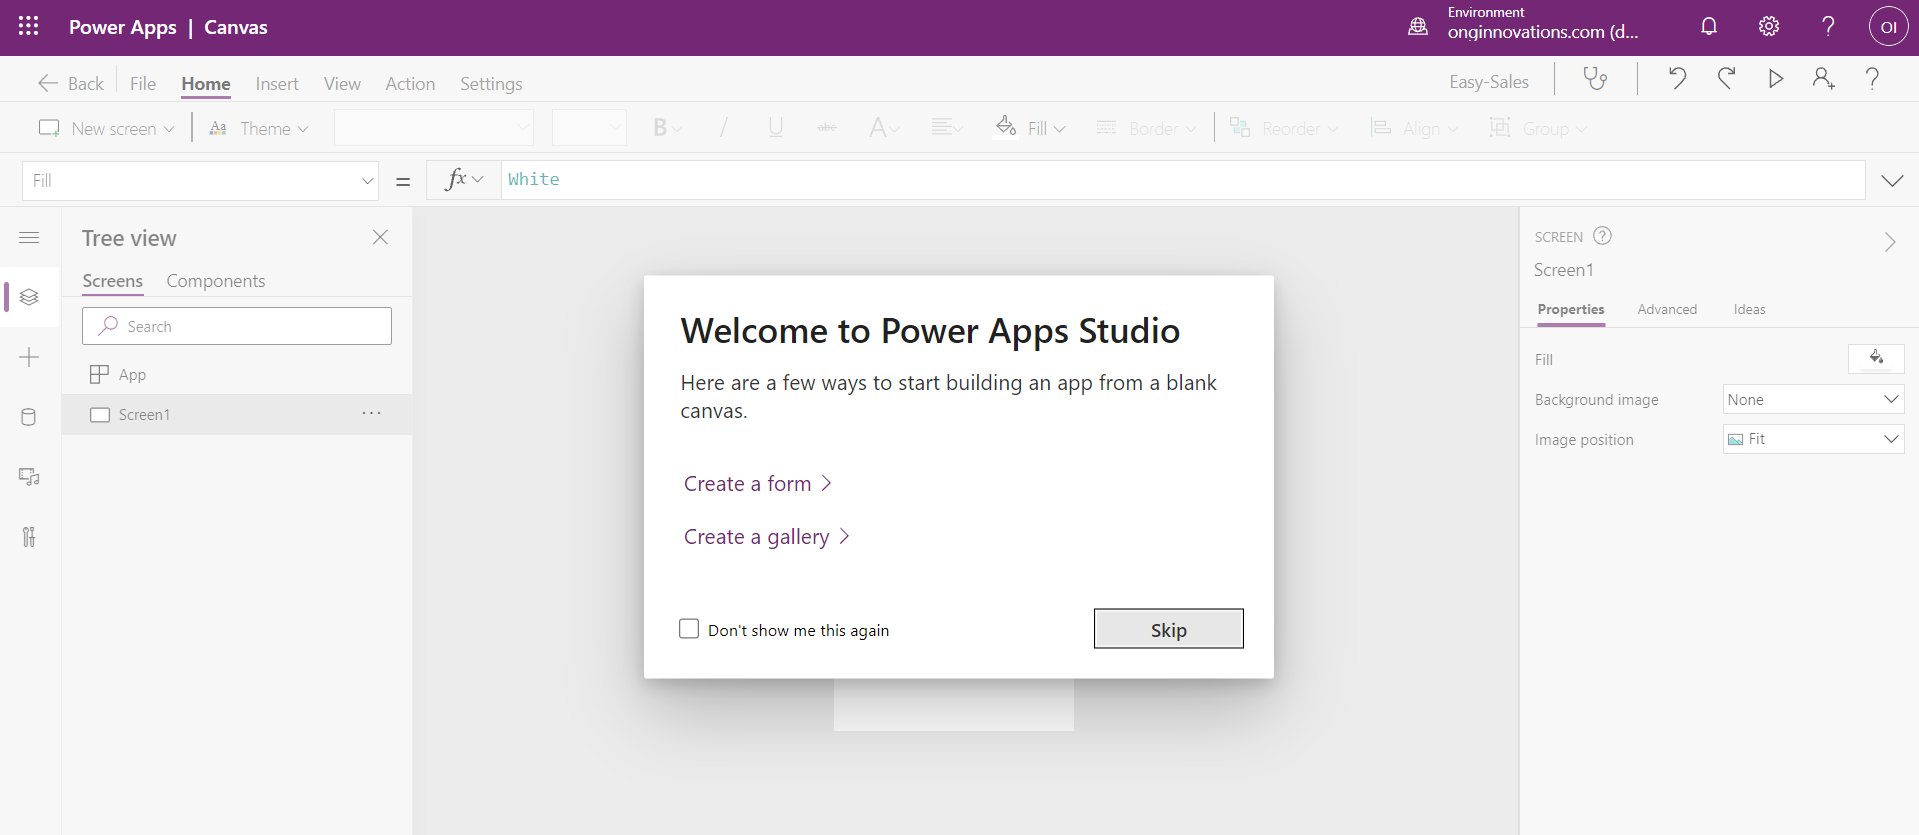 Power Apps | Canvas
Environment
onginnovations.com (d...
OI
Back File Home Insert View Action Settings
Easy-Sales
New screen Aa Theme B / U abc A Fill Border Reorder Align Group
Fill = fx White
Tree view
Screens Components
Search
App
Screen1 ...
Welcome to Power Apps Studio
Here are a few ways to start building an app from a blank
canvas.
Create a form
Create a gallery
Don't show me this again
Skip
SCREEN ?
Screen1
Properties Advanced Ideas
Fill
Background image None
Image position Fit